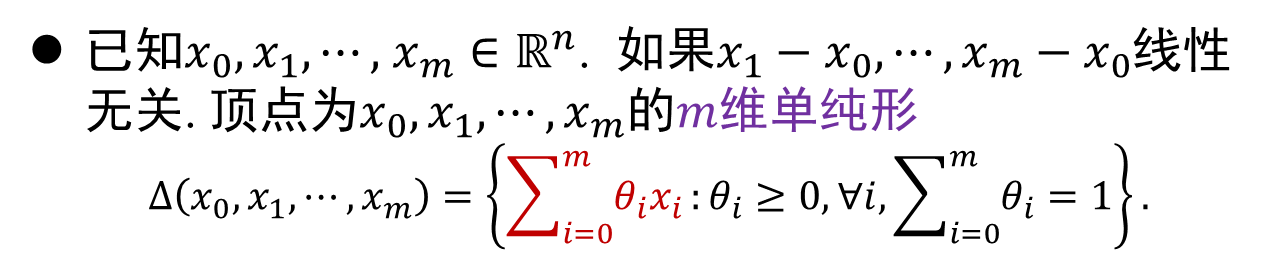 ● 已知x₀, x₁, ⋯, xₘ ∈ ℝⁿ. 如果x₁ − x₀, ⋯, xₘ − x₀线性
无关. 顶点为x₀, x₁, ⋯, xₘ的m维单纯形
Δ(x₀, x₁, ⋯, xₘ) = {∑ᵢ₌₀ᵐ θᵢxᵢ : θᵢ ≥ 0, ∀i, ∑ᵢ₌₀ᵐ θᵢ = 1}.